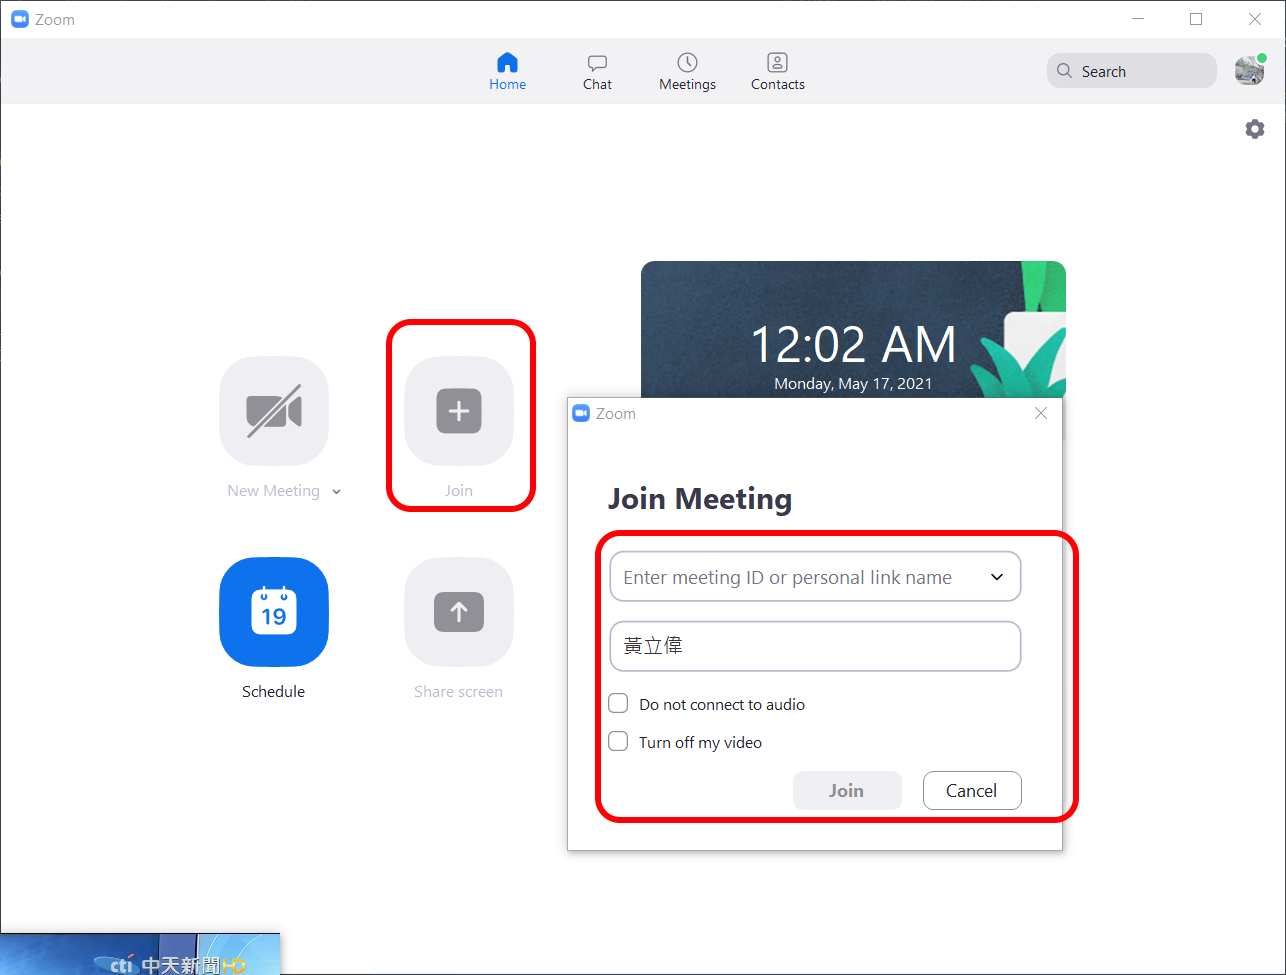 Zoom
Home
Chat
Meetings
Contacts
Search
12:02 AM
Monday, May 17, 2021
New Meeting
Join
19
Schedule
Share screen
Zoom
Join Meeting
Enter meeting ID or personal link name
黃立偉
Do not connect to audio
Turn off my video
Join
Cancel
cti 中天新聞HD